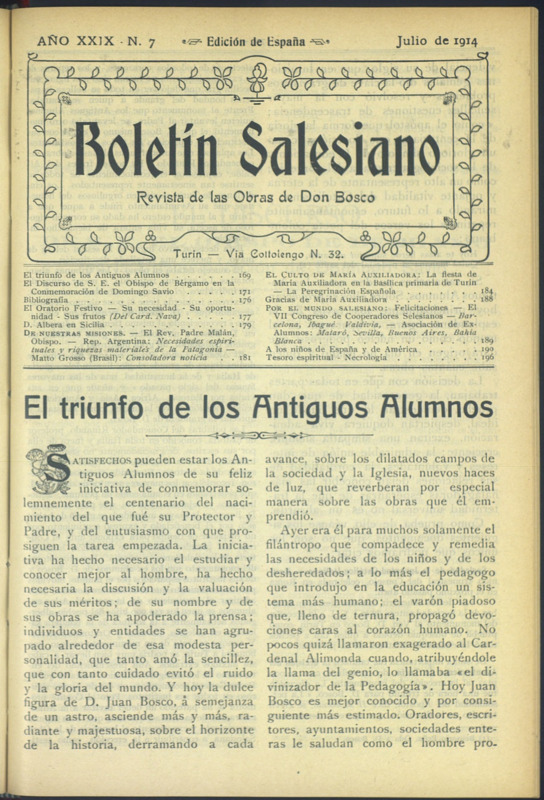 AÑO XXIX - N. 7
Edición de España
Julio de 1914
Boletín Salesiano
Revista de las Obras de Don Bosco
Turín — Via Cottolengo N. 32.
El triunfo de los Antiguos Alumnos . . . . . . 169
El Discurso de S. E. el Obispo de Bérgamo en la
Conmemoración de Domingo Savio . . . . . . 171
Bibliografía . . . . . . 176
El Oratorio Festivo — Su necesidad - Su oportu-
nidad - Sus frutos (Del Card. Nava) . . . . . . 177
D. Albera en Sicilia . . . . . . 179
DE NUESTRAS MISIONES. — El Rev. Padre Malán,
Obispo. — Rep. Argentina: Necesidades espiri-
tuales y riquezas materiales de la Patagonia —
Matto Grosso (Brasil): Consoladora noticia . . . 181
EL CULTO DE MARÍA AUXILIADORA: La fiesta de
María Auxiliadora en la Basílica primaria de Turín
— La Peregrinación Española . . . . . . 184
Gracias de María Auxiliadora . . . . . . 188
POR EL MUNDO SALESIANO: Felicitaciones — El
VII Congreso de Cooperadores Salesianos — Bar-
celona, Ibagué, Valdivia, — Asociación de Ex-
Alumnos: Mataró, Sevilla, Buenos Aires, Bahía
Blanca . . . . . . 189
A los niños de España y de América . . . . . . 190
Tesoro espiritual - Necrología . . . . . . 196
El triunfo de los Antiguos Alumnos
SATISFECHOS pueden estar los An-
tiguos Alumnos de su feliz
iniciativa de conmemorar so-
lemnemente el centenario del naci-
miento del que fué su Protector y
Padre, y del entusiasmo con que pro-
siguen la tarea empezada. La inicia-
tiva ha hecho necesario el estudiar y
conocer mejor al hombre, ha hecho
necesaria la discusión y la valuación
de sus méritos; de su nombre y de
sus obras se ha apoderado la prensa;
individuos y entidades se han agru-
pado alrededor de esa modesta per-
sonalidad, que tanto amó la sencillez,
que con tanto cuidado evitó el ruido
y la gloria del mundo. Y hoy la dulce
figura de D. Juan Bosco, á semejanza
de un astro, asciende más y más, ra-
diante y majestuosa, sobre el horizonte
de la historia, derramando a cada
avance, sobre los dilatados campos de
la sociedad y la Iglesia, nuevos haces
de luz, que reverberan por especial
manera sobre las obras que él em-
prendió.
Ayer era él para muchos solamente el
filántropo que compadece y remedia
las necesidades de los niños y de los
desheredados; a lo más el pedagogo
que introdujo en la educación un sis-
tema más humano; el varón piadoso
que, lleno de ternura, propagó devo-
ciones caras al corazón humano. No
pocos quizá llamaron exagerado al Car-
denal Alimonda cuando, atribuyéndole
la llama del genio, lo llamaba «el di-
vinizador de la Pedagogía». Hoy Juan
Bosco es mejor conocido y por consi-
guiente más estimado. Oradores, escri-
tores, ayuntamientos, sociedades ente-
ras le saludan como el hombre pro-